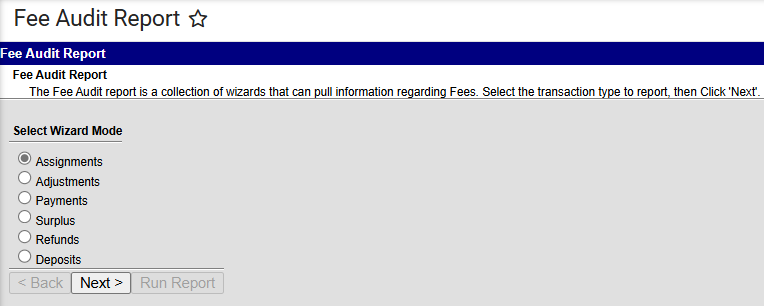 Fee Audit Report ☆
Fee Audit Report
Fee Audit Report
The Fee Audit report is a collection of wizards that can pull information regarding Fees. Select the transaction type to report, then Click 'Next'.
Select Wizard Mode
Assignments
Adjustments
Payments
Surplus
Refunds
Deposits
< Back Next > Run Report